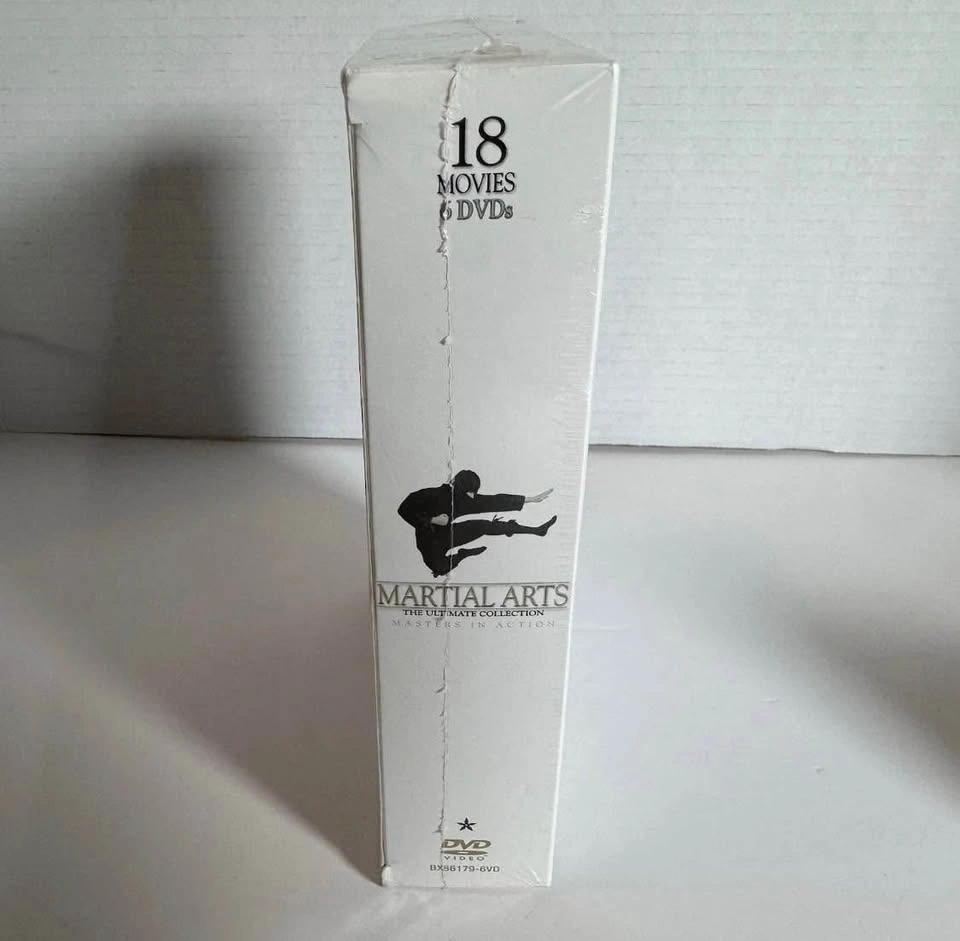 18
MOVIES
6 DVDs
MARTIAL ARTS
THE ULTIMATE COLLECTION
MASTERS IN ACTION
DVD
VIDEO
BX86179-6VD